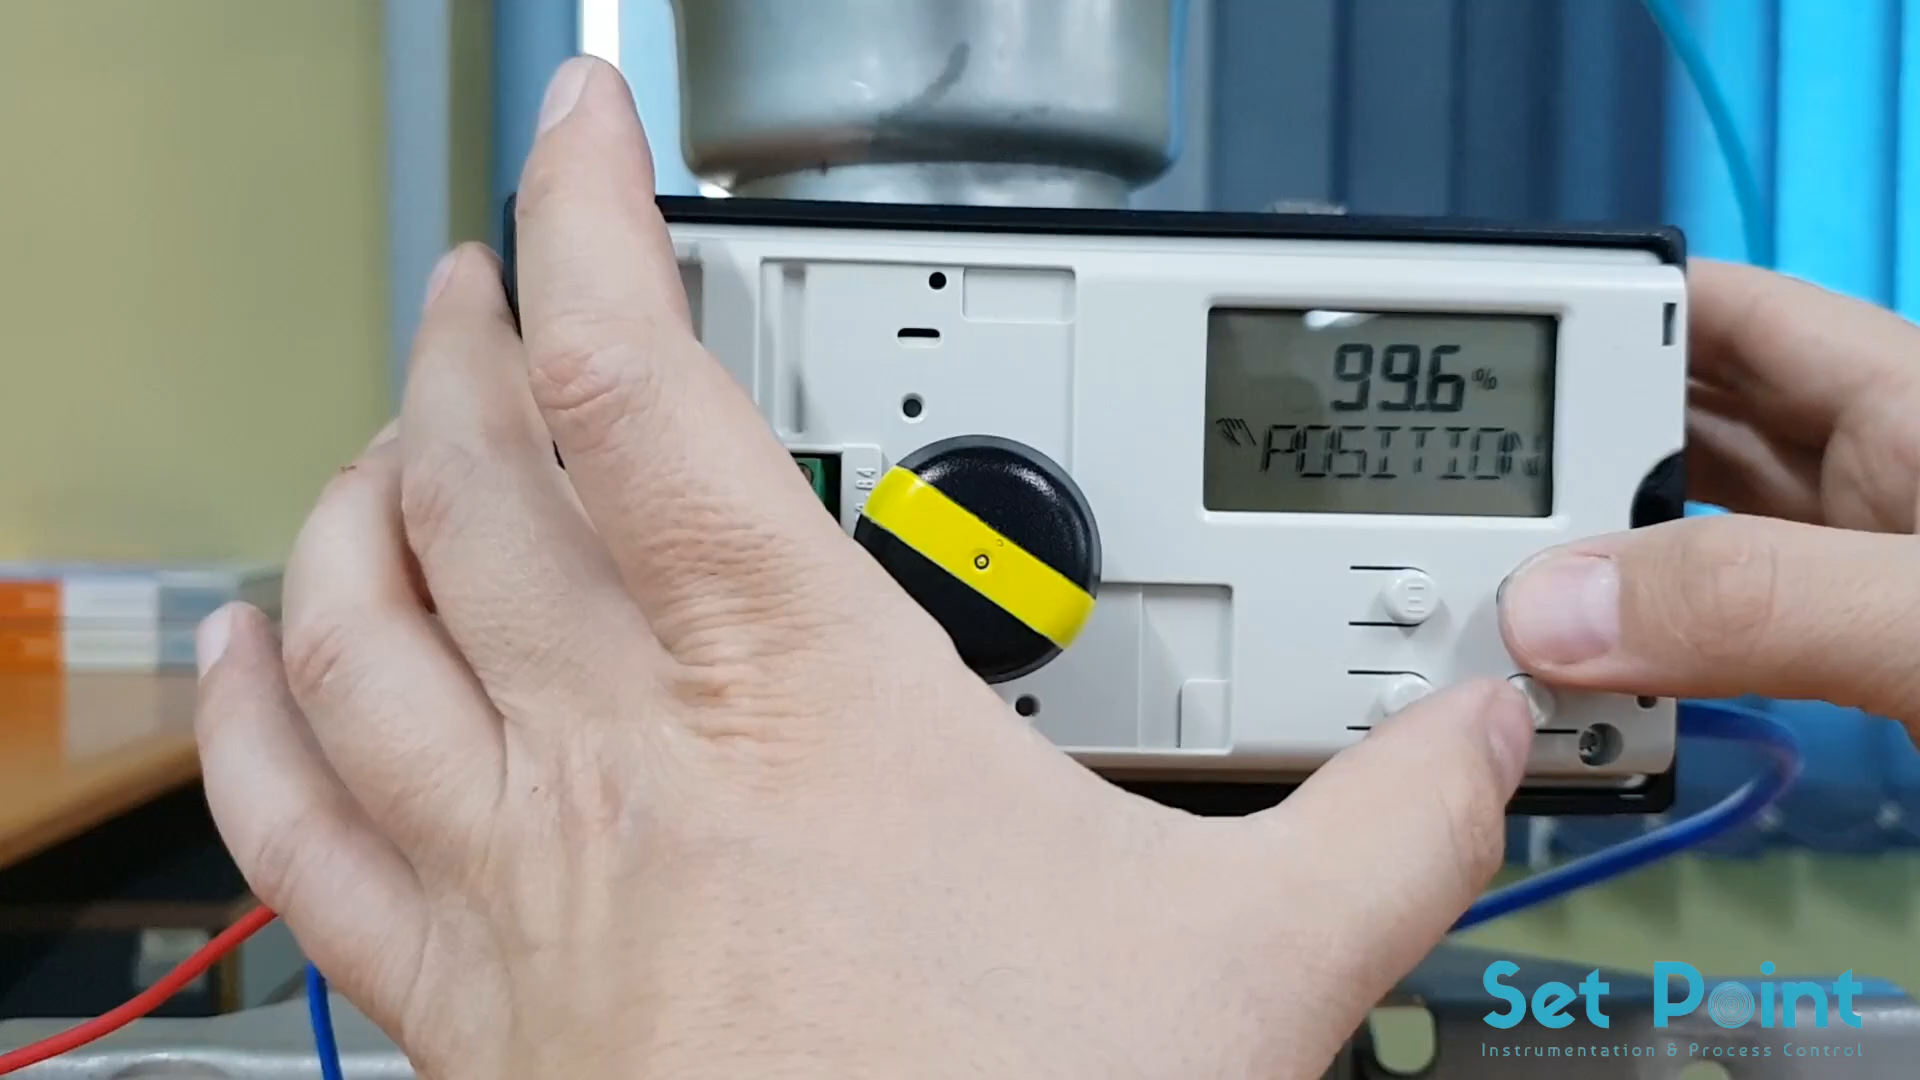 99.6 %
POSITION
Set Point
Instrumentation & Process Control